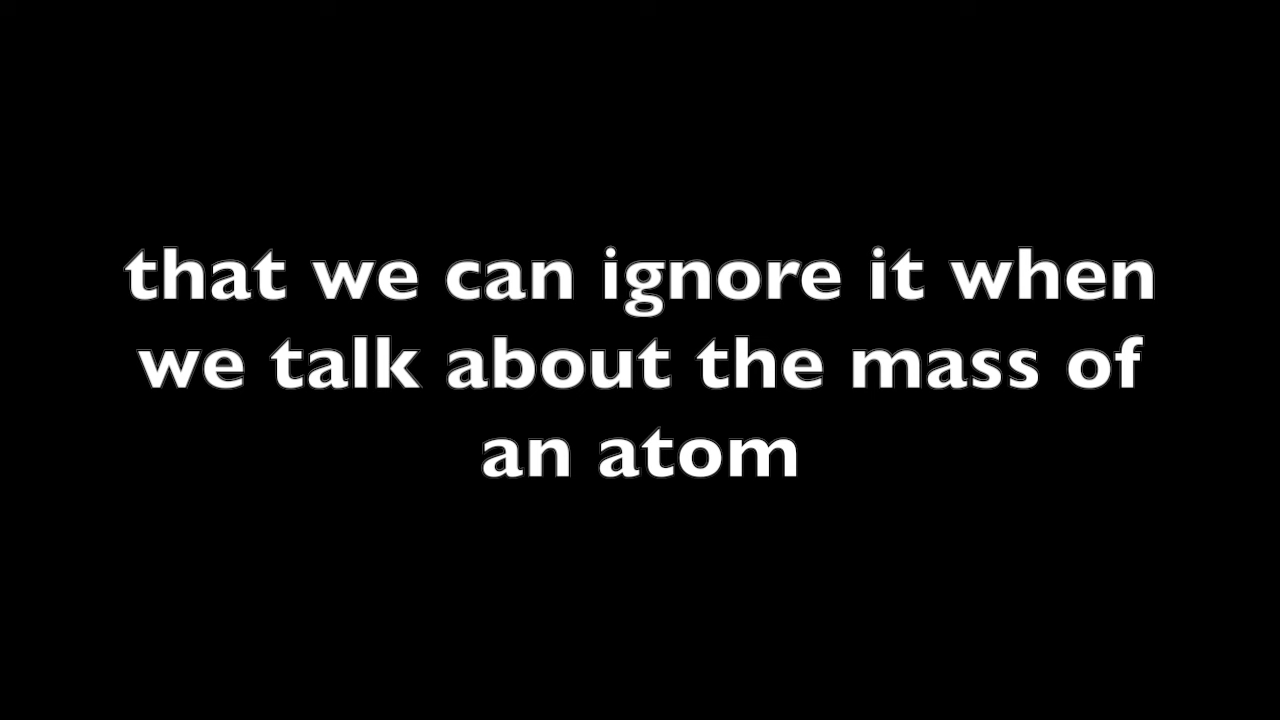 that we can ignore it when
we talk about the mass of
an atom